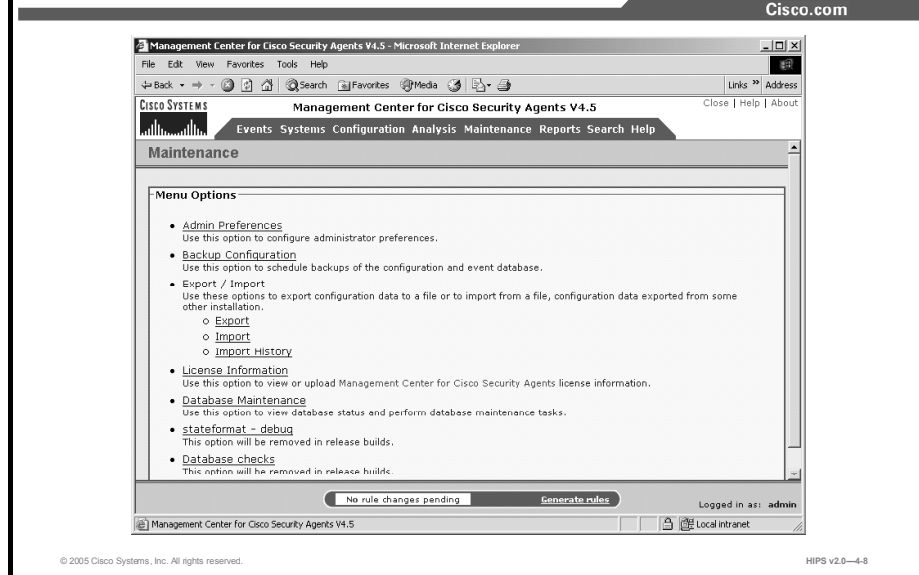 Cisco.com
Management Center for Cisco Security Agents V4.5 - Microsoft Internet Explorer
File Edit View Favorites Tools Help
Back Search Favorites Media Links » Address
CISCO SYSTEMS
Management Center for Cisco Security Agents V4.5
Close | Help | About
Events Systems Configuration Analysis Maintenance Reports Search Help
Maintenance
Menu Options
• Admin Preferences
Use this option to configure administrator preferences.
• Backup Configuration
Use this option to schedule backups of the configuration and event database.
• Export / Import
Use these options to export configuration data to a file or to import from a file, configuration data exported from some
other installation.
o Export
o Import
o Import History
• License Information
Use this option to view or upload Management Center for Cisco Security Agents license information.
• Database Maintenance
Use this option to view database status and perform database maintenance tasks.
• stateformat - debug
This option will be removed in release builds.
• Database checks
This option will be removed in release builds.
No rule changes pending Generate rules
Logged in as: admin
Management Center for Cisco Security Agents V4.5 Local intranet
© 2005 Cisco Systems, Inc. All rights reserved. HIPS v2.0—4-8